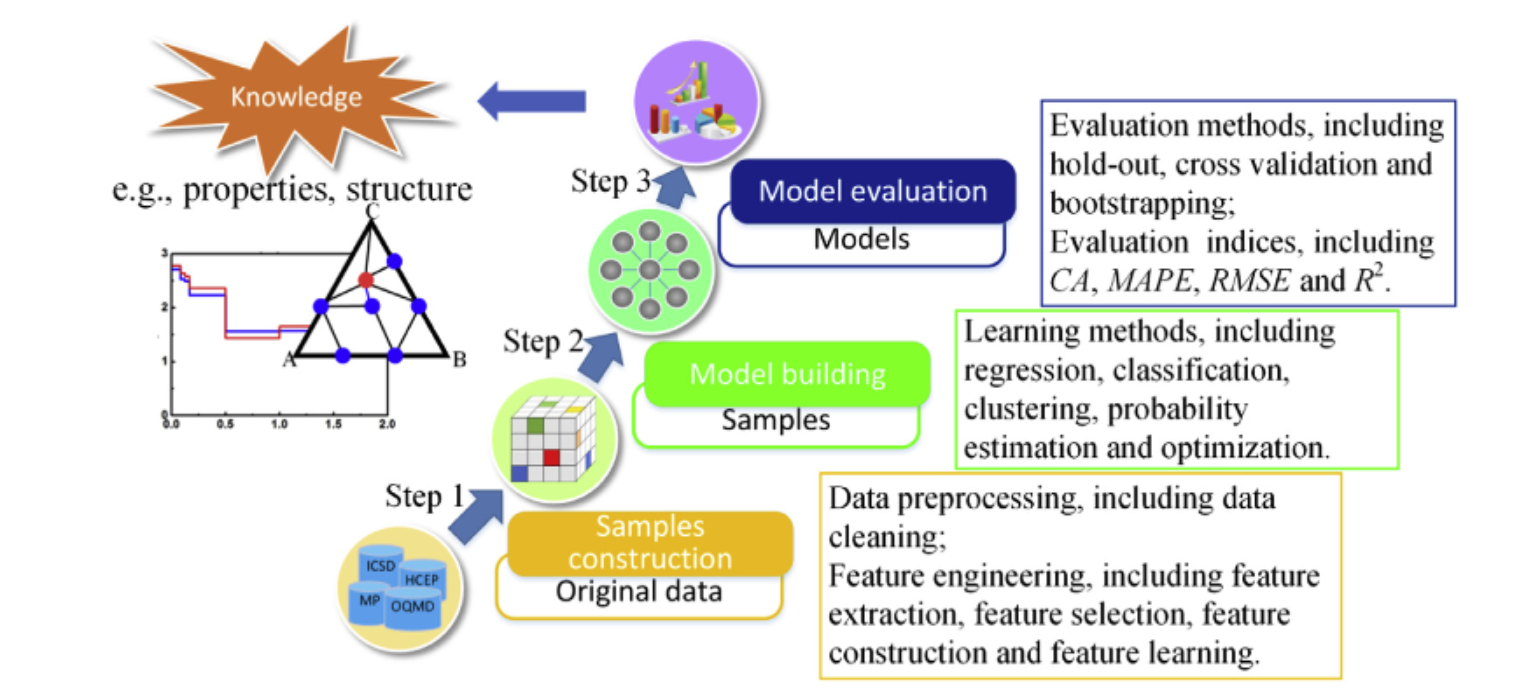 Knowledge
e.g., properties, structure
C
A
B
3
2
1
0
0.0 0.5 1.0 1.5 2.0
Step 3
Model evaluation
Models
Evaluation methods, including
hold-out, cross validation and
bootstrapping;
Evaluation indices, including
CA, MAPE, RMSE and R².
Step 2
Model building
Samples
Learning methods, including
regression, classification,
clustering, probability
estimation and optimization.
Step 1
ICSD
HCEP
MP
OQMD
Samples
construction
Original data
Data preprocessing, including data
cleaning;
Feature engineering, including feature
extraction, feature selection, feature
construction and feature learning.